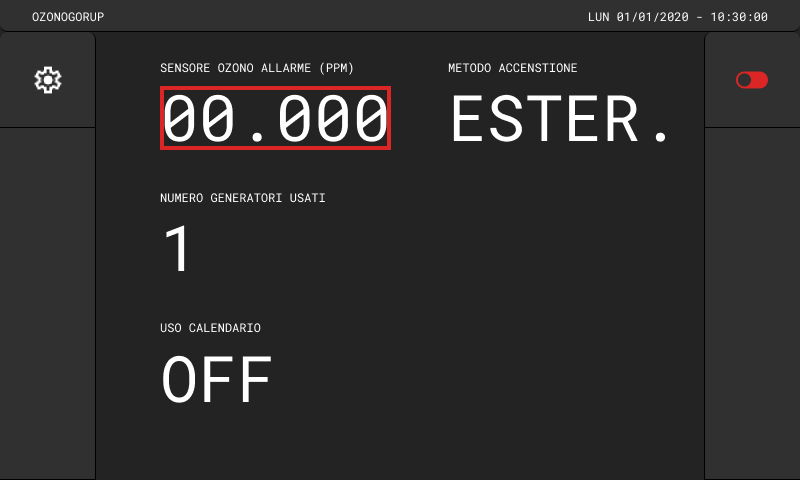 OZONOGORUP
LUN 01/01/2020 - 10:30:00
SENSORE OZONO ALLARME (PPM)
METODO ACCENSTIONE
00.000
ESTER.
NUMERO GENERATORI USATI
1
USO CALENDARIO
OFF